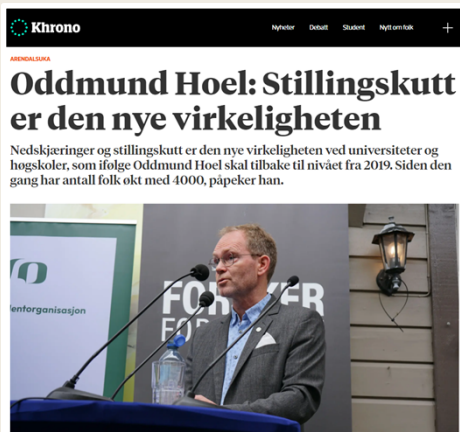 Khrono
Nyheter Debatt Student Nytt om folk
ARENDALSUKA
Oddmund Hoel: Stillingskutt
er den nye virkeligheten
Nedskjæringer og stillingskutt er den nye virkeligheten ved universiteter og
høgskoler, som ifølge Oddmund Hoel skal tilbake til nivået fra 2019. Siden den
gang har antall folk økt med 4000, påpeker han.
dentorganisasjon
FOR